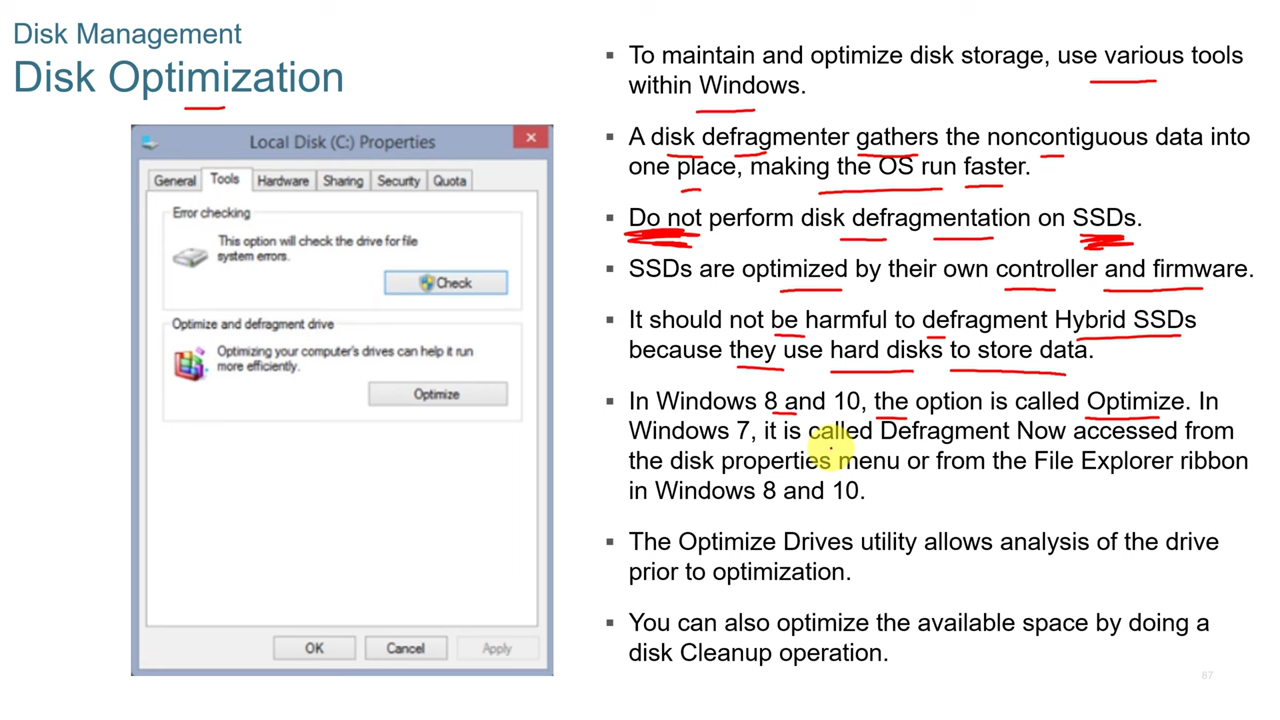 Disk Management
Disk Optimization
Local Disk (C:) Properties
General Tools Hardware Sharing Security Quota
Error checking
This option will check the drive for file
system errors.
Check
Optimize and defragment drive
Optimizing your computer's drives can help it run
more efficiently.
Optimize
OK Cancel Apply
▪ To maintain and optimize disk storage, use various tools
within Windows.
▪ A disk defragmenter gathers the noncontiguous data into
one place, making the OS run faster.
▪ Do not perform disk defragmentation on SSDs.
▪ SSDs are optimized by their own controller and firmware.
▪ It should not be harmful to defragment Hybrid SSDs
because they use hard disks to store data.
▪ In Windows 8 and 10, the option is called Optimize. In
Windows 7, it is called Defragment Now accessed from
the disk properties menu or from the File Explorer ribbon
in Windows 8 and 10.
▪ The Optimize Drives utility allows analysis of the drive
prior to optimization.
▪ You can also optimize the available space by doing a
disk Cleanup operation.
87